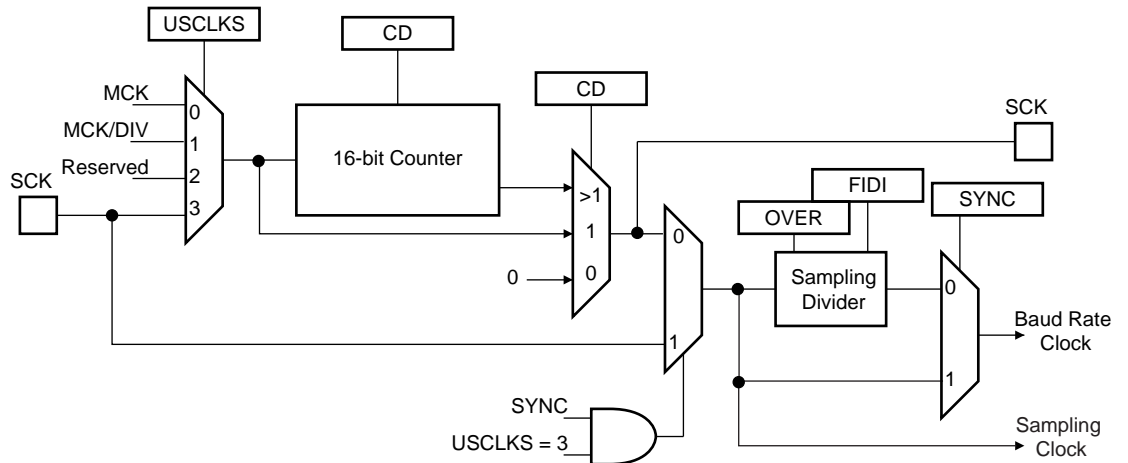 USCLKS
CD
MCK
0
MCK/DIV
1
Reserved
2
SCK
3
16-bit Counter
CD
>1
1
0
0
SCK
FIDI
OVER
SYNC
0
1
Sampling
Divider
0
1
Baud Rate
Clock
SYNC
USCLKS = 3
Sampling
Clock